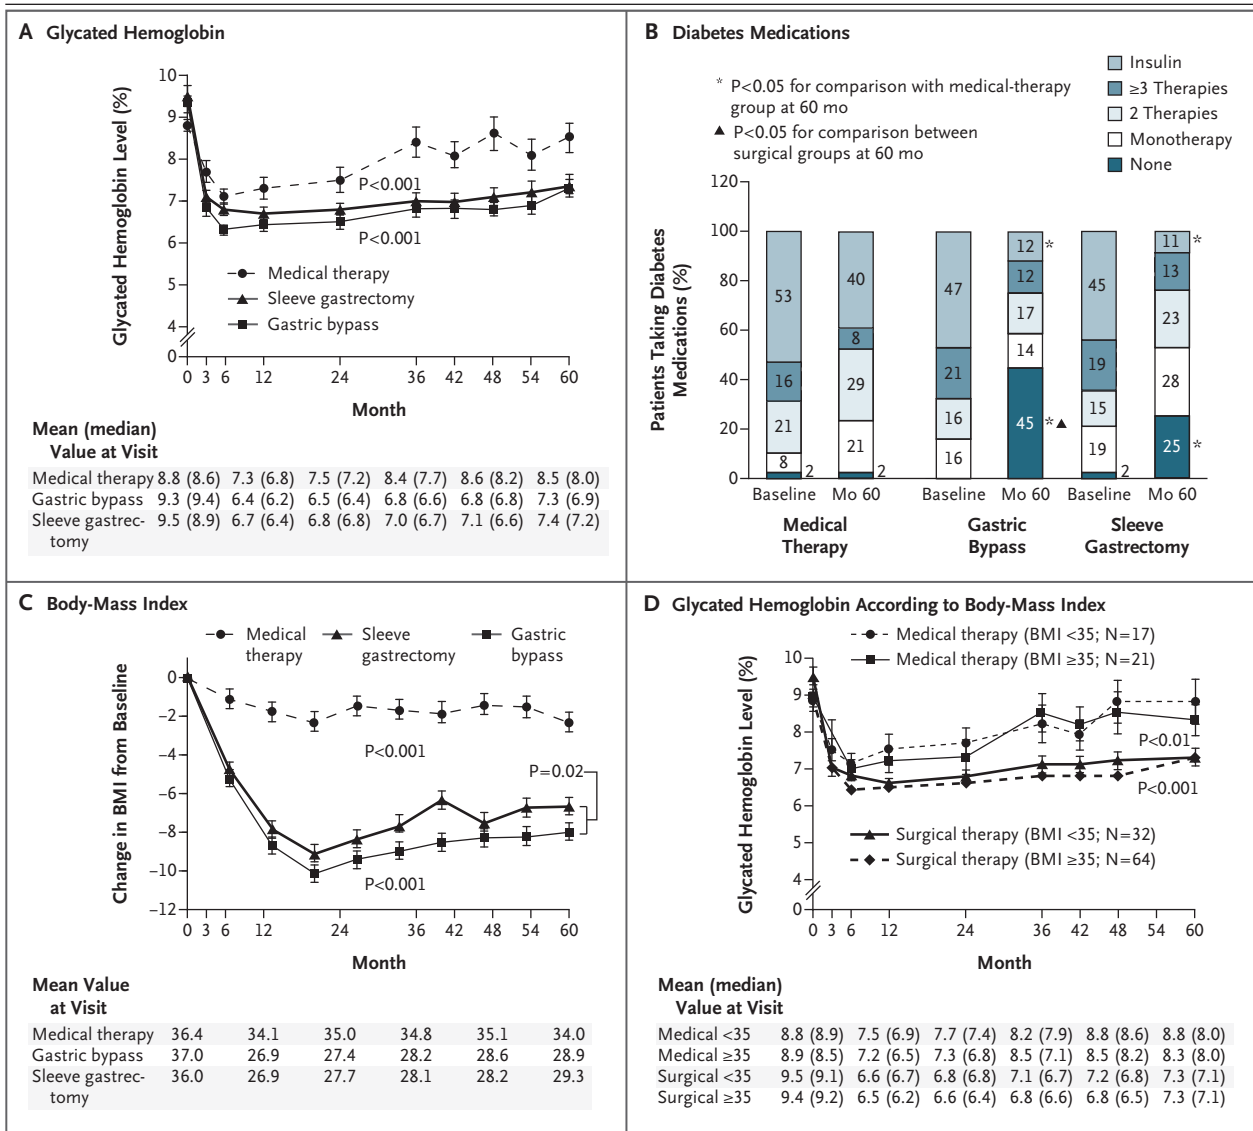 A Glycated Hemoglobin
Glycated Hemoglobin Level (%)
10
9
8
7
6
5
4
0
P<0.001
P<0.001
Medical therapy
Sleeve gastrectomy
Gastric bypass
0 3 6 12 24 36 42 48 54 60
Month
Mean (median)
Value at Visit
Medical therapy 8.8 (8.6) 7.3 (6.8) 7.5 (7.2) 8.4 (7.7) 8.6 (8.2) 8.5 (8.0)
Gastric bypass 9.3 (9.4) 6.4 (6.2) 6.5 (6.4) 6.8 (6.6) 6.8 (6.8) 7.3 (6.9)
Sleeve gastrec- 9.5 (8.9) 6.7 (6.4) 6.8 (6.8) 7.0 (6.7) 7.1 (6.6) 7.4 (7.2)
tomy
B Diabetes Medications
* P<0.05 for comparison with medical-therapy
group at 60 mo
▲ P<0.05 for comparison between
surgical groups at 60 mo
Insulin
≥3 Therapies
2 Therapies
Monotherapy
None
Patients Taking Diabetes
Medications (%)
120
100
80
60
40
20
0
53
16
21
8
2
40
8
29
21
2
47
21
16
16
12 *
12
17
14
45 *▲
45
19
15
19
2
11 *
13
23
28
25 *
Baseline Mo 60 Baseline Mo 60 Baseline Mo 60
Medical
Therapy
Gastric
Bypass
Sleeve
Gastrectomy
C Body-Mass Index
Medical
therapy
Sleeve
gastrectomy
Gastric
bypass
Change in BMI from Baseline
0
−2
−4
−6
−8
−10
−12
P<0.001
P=0.02
P<0.001
0 3 6 12 24 36 42 48 54 60
Month
Mean Value
at Visit
Medical therapy 36.4 34.1 35.0 34.8 35.1 34.0
Gastric bypass 37.0 26.9 27.4 28.2 28.6 28.9
Sleeve gastrec- 36.0 26.9 27.7 28.1 28.2 29.3
tomy
D Glycated Hemoglobin According to Body-Mass Index
Medical therapy (BMI <35; N=17)
Medical therapy (BMI ≥35; N=21)
Glycated Hemoglobin Level (%)
10
9
8
7
6
5
4
0
P<0.01
P<0.001
Surgical therapy (BMI <35; N=32)
Surgical therapy (BMI ≥35; N=64)
0 3 6 12 24 36 42 48 54 60
Month
Mean (median)
Value at Visit
Medical <35 8.8 (8.9) 7.5 (6.9) 7.7 (7.4) 8.2 (7.9) 8.8 (8.6) 8.8 (8.0)
Medical ≥35 8.9 (8.5) 7.2 (6.5) 7.3 (6.8) 8.5 (7.1) 8.5 (8.2) 8.3 (8.0)
Surgical <35 9.5 (9.1) 6.6 (6.7) 6.8 (6.8) 7.1 (6.7) 7.2 (6.8) 7.3 (7.1)
Surgical ≥35 9.4 (9.2) 6.5 (6.2) 6.6 (6.4) 6.8 (6.6) 6.8 (6.5) 7.3 (7.1)